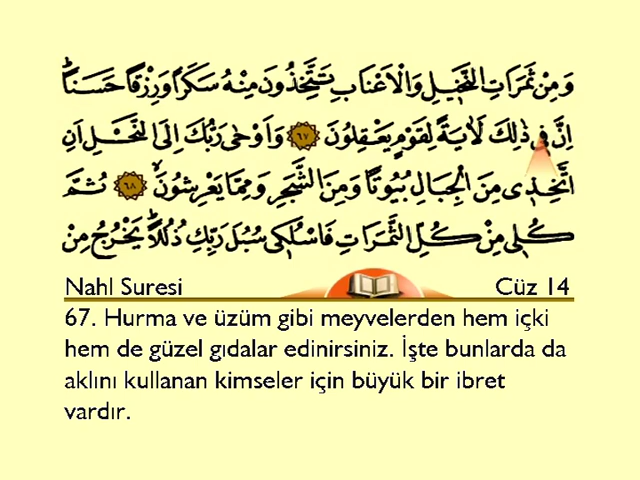 وَمِنْ ثَمَرَاتِ النَّخ۪يلِ وَالْاَعْنَابِ تَتَّخِذُونَ مِنْهُ سَكَرًا وَرِزْقًا حَسَنًاۜ
اِنَّ ف۪ي ذٰلِكَ لَاٰيَةً لِقَوْمٍ يَعْقِلُونَ ﴿٦٧﴾ وَاَوْحٰى رَبُّكَ اِلَى النَّحْلِ اَنِ
اتَّخِذ۪ي مِنَ الْجِبَالِ بُيُوتًا وَمِنَ الشَّجَرِ وَمِمَّا يَعْرِشُونَۙ ﴿٦٨﴾ ثُمَّ
كُل۪ي مِنْ كُلِّ الثَّمَرَاتِ فَاسْلُك۪ي سُبُلَ رَبِّكِ ذُلُلًاۜ يَخْرُجُ مِنْ
Nahl Suresi Cüz 14
67. Hurma ve üzüm gibi meyvelerden hem içki
hem de güzel gıdalar edinirsiniz. İşte bunlarda da
aklını kullanan kimseler için büyük bir ibret
vardır.